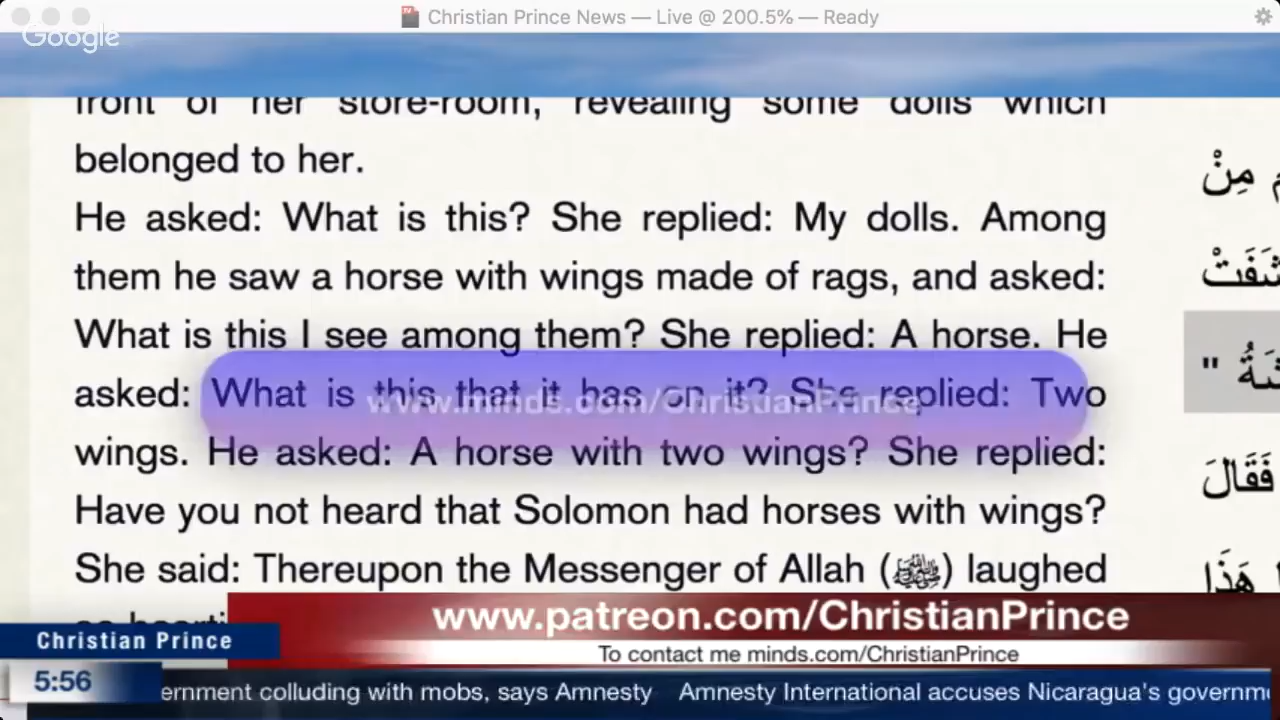 Christian Prince News — Live @ 200.5% — Ready
Google
front of her store-room, revealing some dolls which
belonged to her.
He asked: What is this? She replied: My dolls. Among
them he saw a horse with wings made of rags, and asked:
What is this I see among them? She replied: A horse. He
asked: What is this that it has on it? She replied: Two
www.minds.com/ChristianPrince
wings. He asked: A horse with two wings? She replied:
Have you not heard that Solomon had horses with wings?
She said: Thereupon the Messenger of Allah (ﷺ) laughed
مِنْ
"
فَقَالَ
هَذَا
www.patreon.com/ChristianPrince
To contact me minds.com/ChristianPrince
Christian Prince
5:56
ernment colluding with mobs, says Amnesty Amnesty International accuses Nicaragua's governm